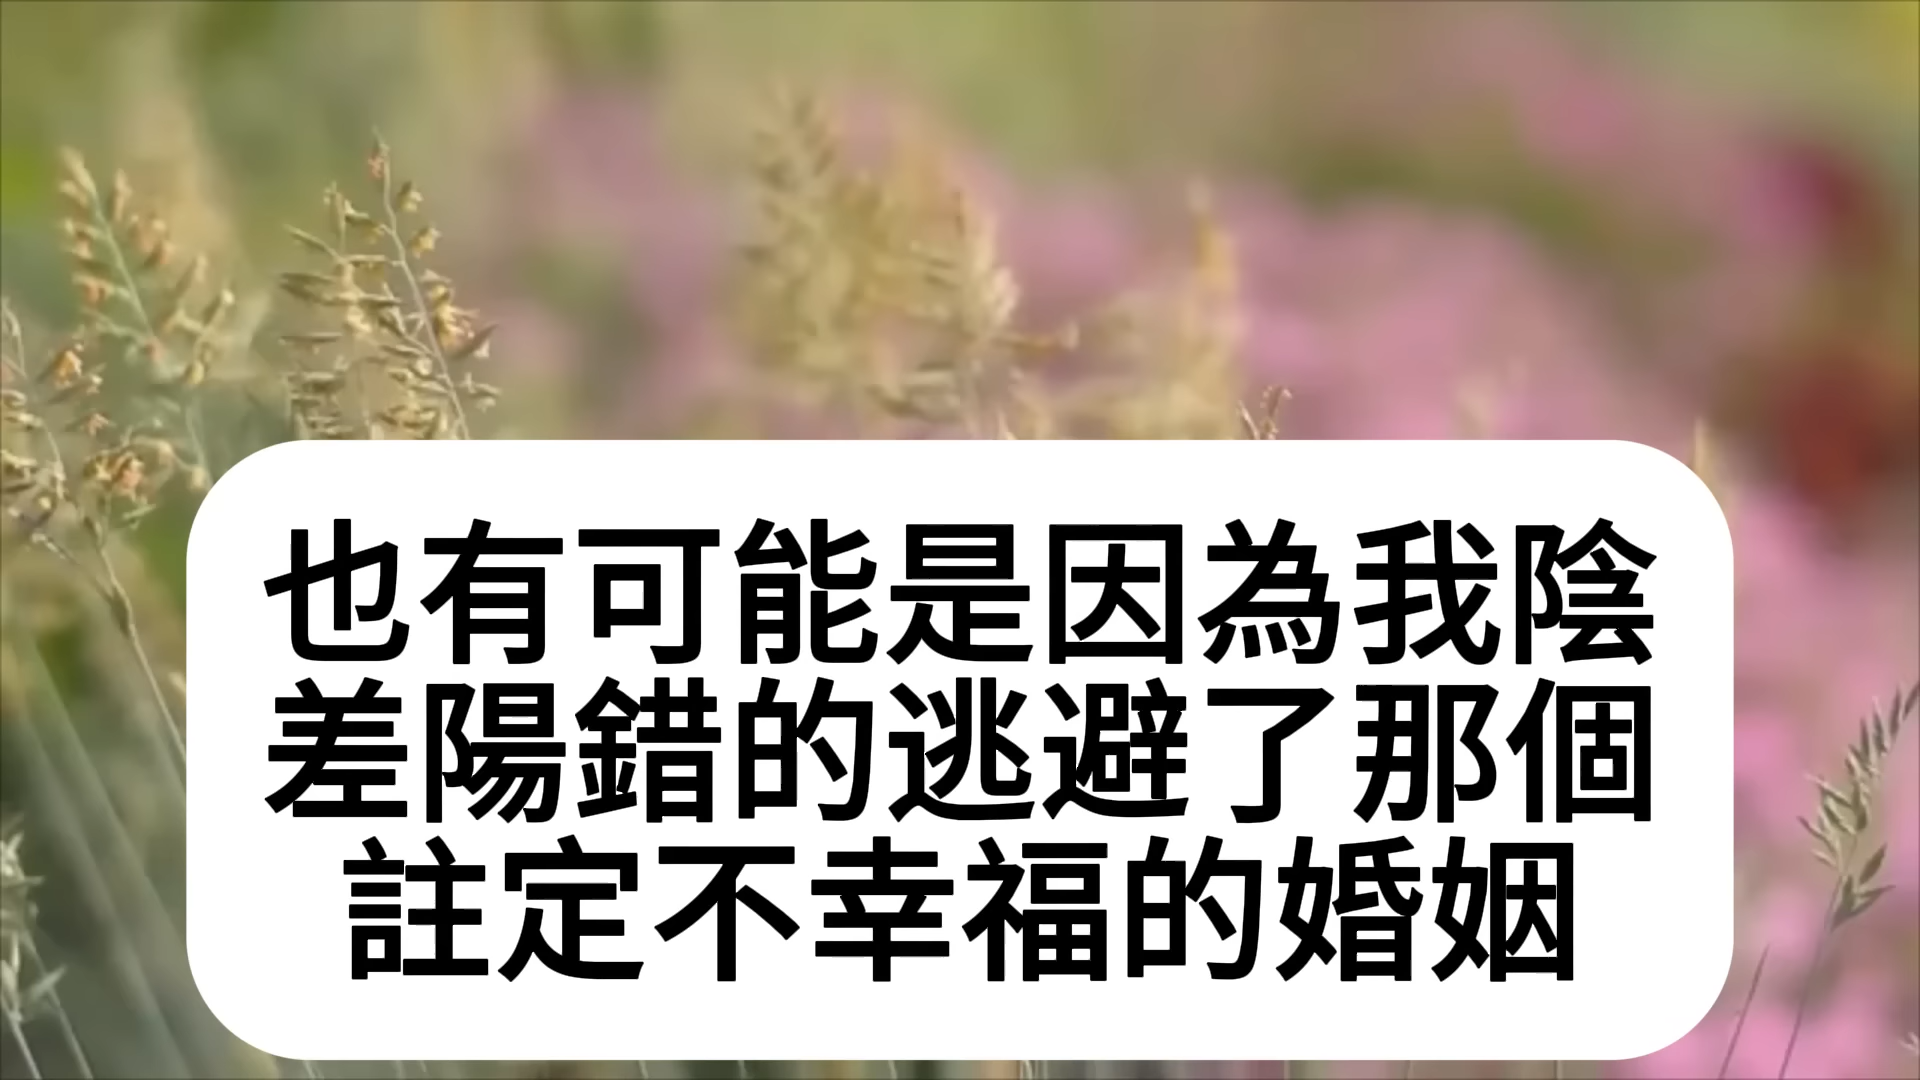 也有可能是因為我陰
差陽錯的逃避了那個
註定不幸福的婚姻